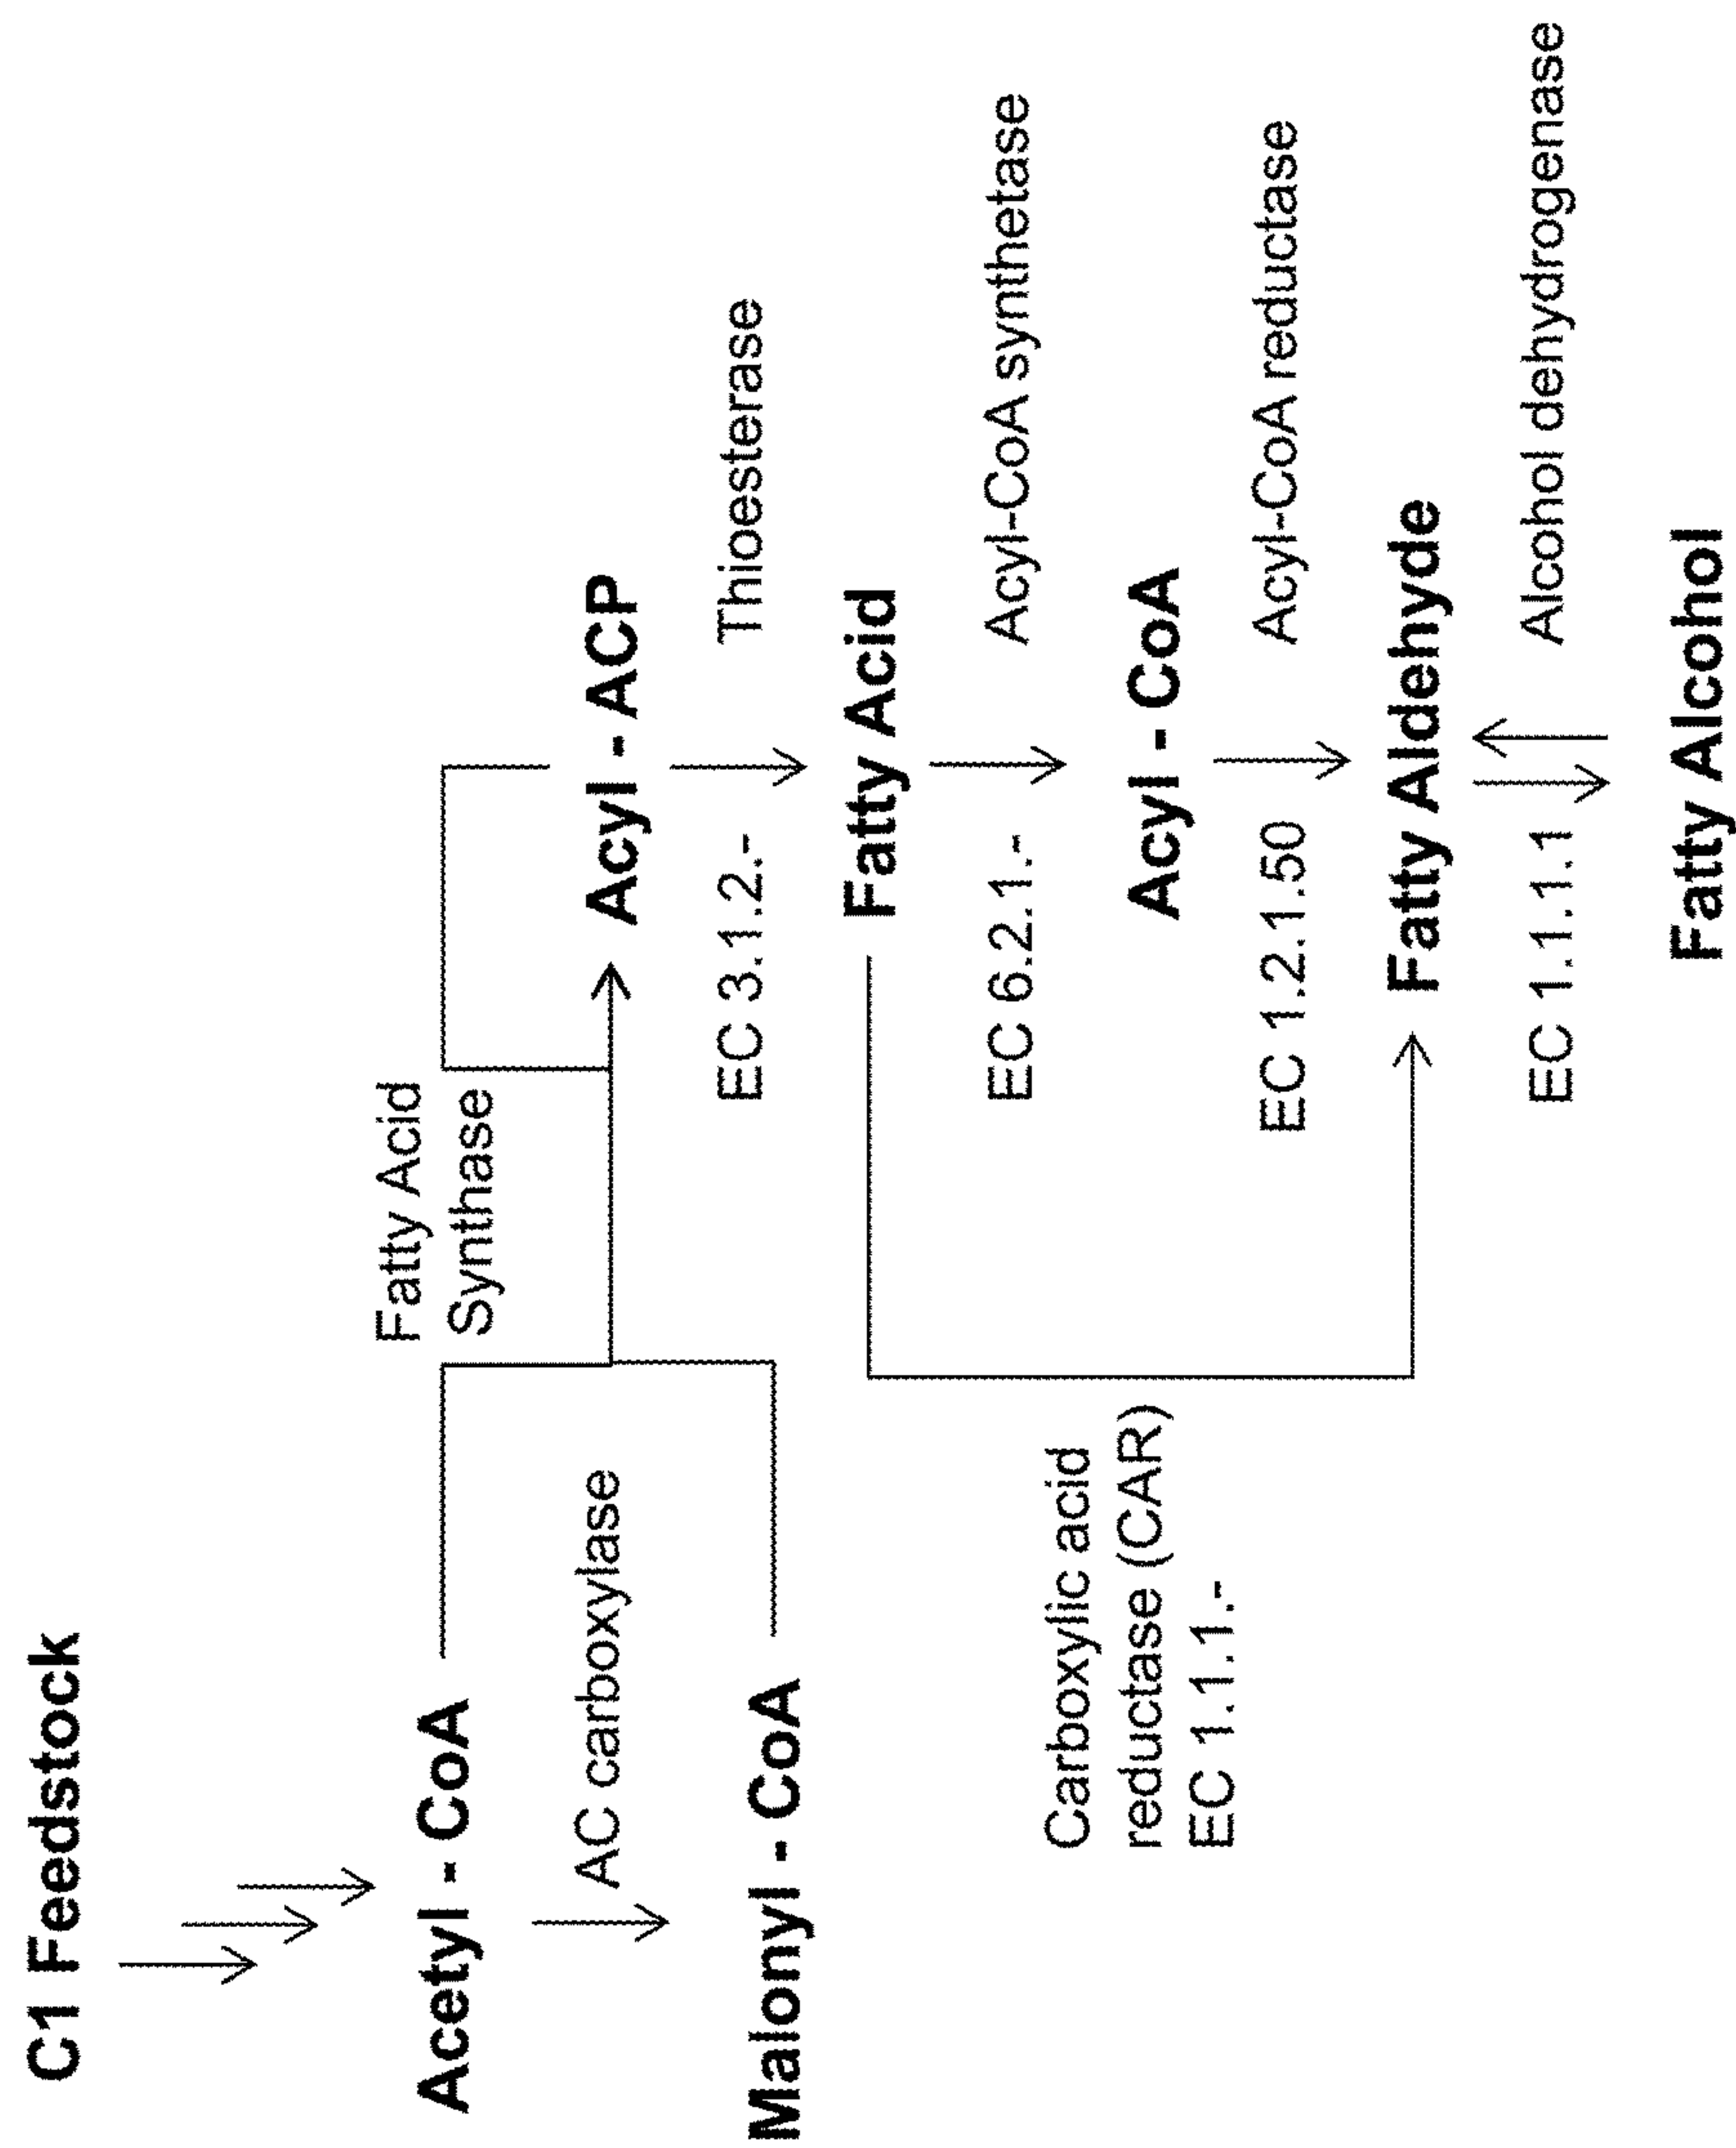 C1 Feedstock
Acetyl - CoA
AC carboxylase
Malonyl - CoA
Fatty Acid
Synthase
Acyl - ACP
EC 3.1.2.-
Thioesterase
Fatty Acid
EC 6.2.1.-
Acyl-CoA synthetase
Acyl - CoA
Carboxylic acid
reductase (CAR)
EC 1.1.1.-
EC 1.2.1.50
Acyl-CoA reductase
Fatty Aldehyde
EC 1.1.1.1
Alcohol dehydrogenase
Fatty Alcohol